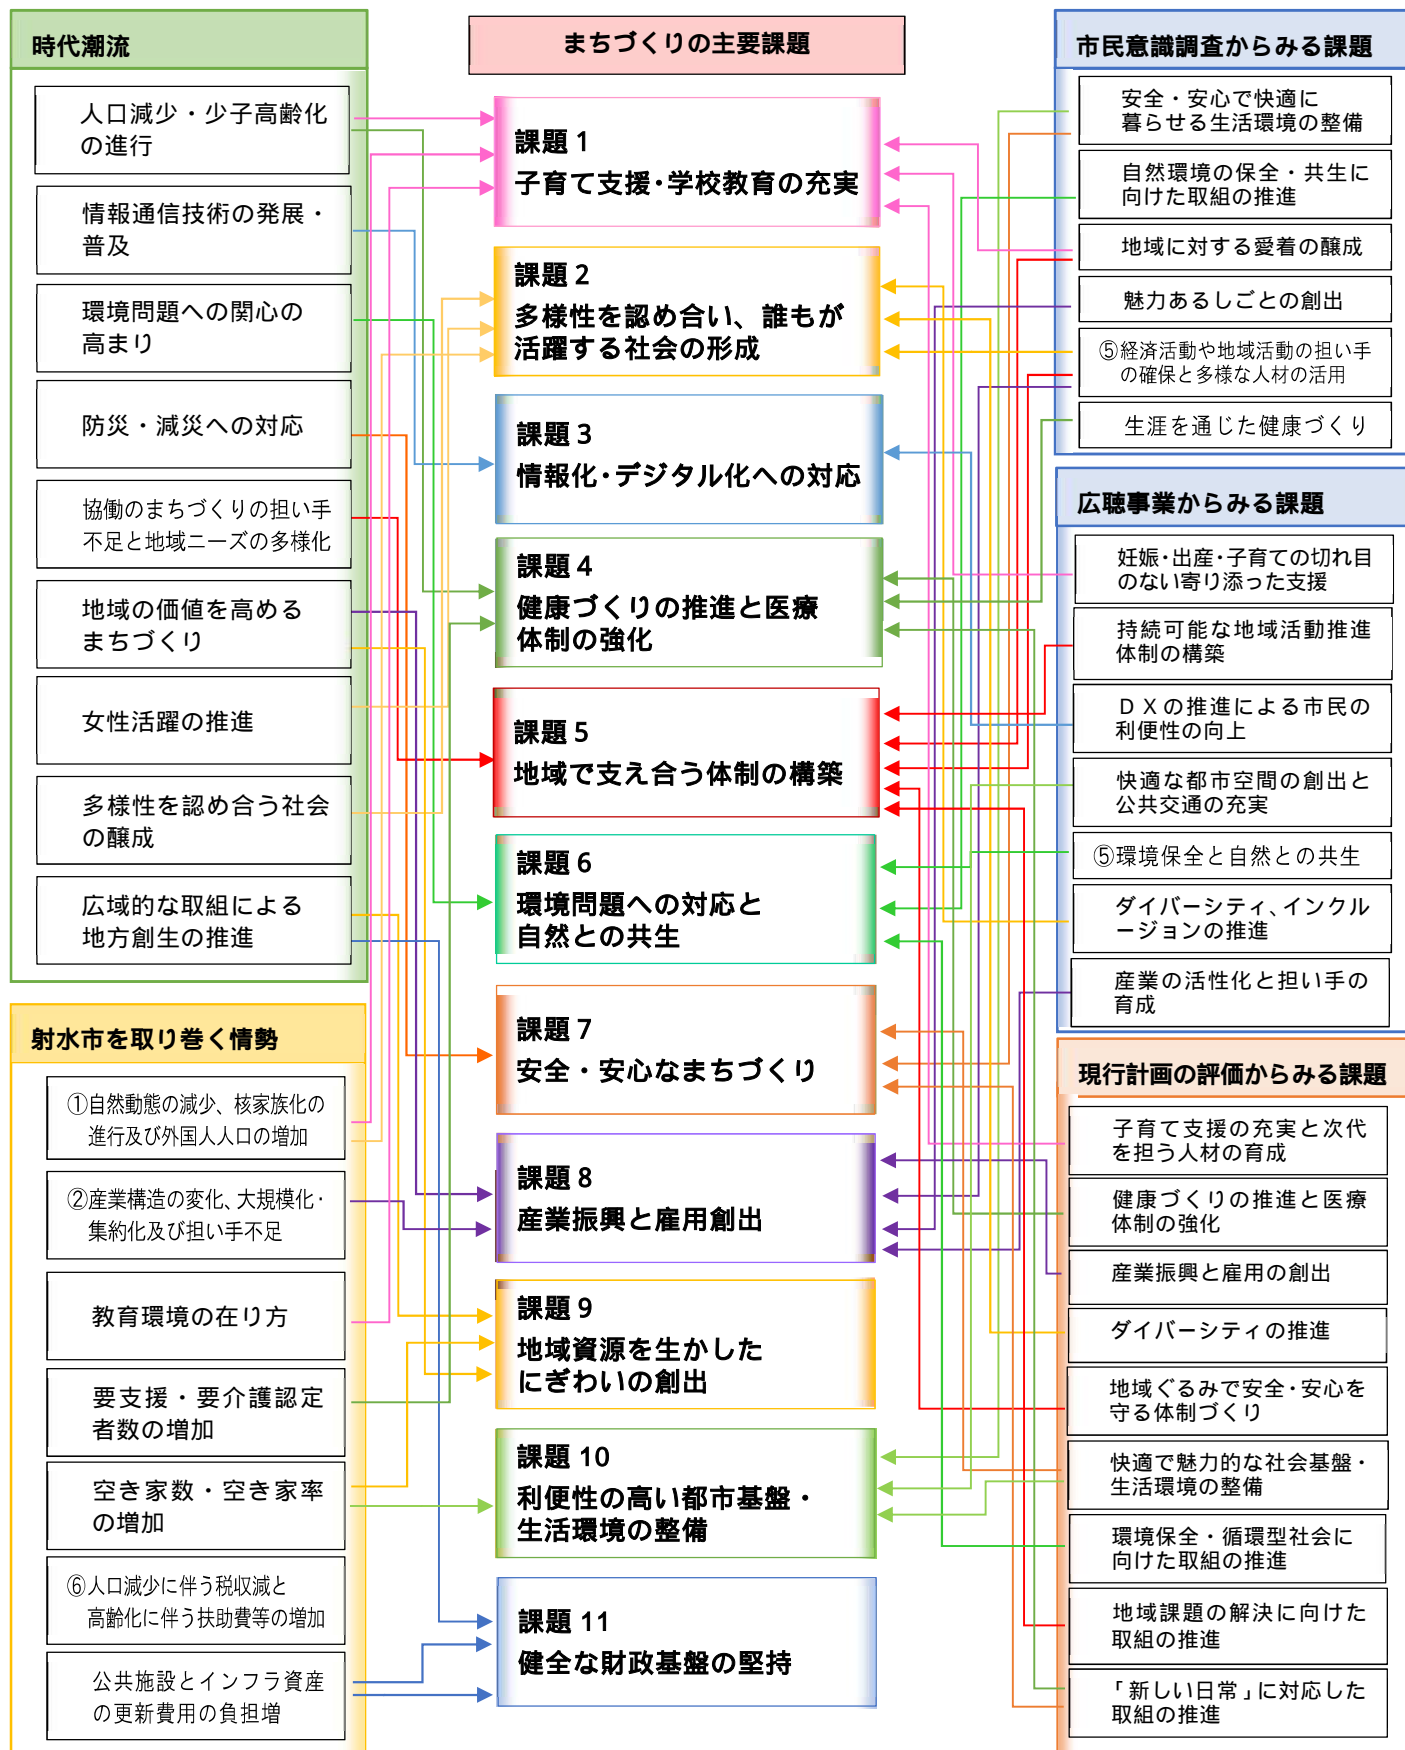 時代潮流
人口減少・少子高齢化
の進行
情報通信技術の発展・
普及
環境問題への関心の
高まり
防災・減災への対応
協働のまちづくりの担い手
不足と地域ニーズの多様化
地域の価値を高める
まちづくり
女性活躍の推進
多様性を認め合う社会
の醸成
広域的な取組による
地方創生の推進
射水市を取り巻く情勢
①自然動態の減少、核家族化の
進行及び外国人人口の増加
②産業構造の変化、大規模化・
集約化及び担い手不足
教育環境の在り方
要支援・要介護認定
者数の増加
空き家数・空き家率
の増加
⑥人口減少に伴う税収減と
高齢化に伴う扶助費等の増加
公共施設とインフラ資産
の更新費用の負担増
まちづくりの主要課題
課題1
子育て支援・学校教育の充実
課題2
多様性を認め合い、誰もが
活躍する社会の形成
課題3
情報化・デジタル化への対応
課題4
健康づくりの推進と医療
体制の強化
課題5
地域で支え合う体制の構築
課題6
環境問題への対応と
自然との共生
課題7
安全・安心なまちづくり
課題8
産業振興と雇用創出
課題9
地域資源を生かした
にぎわいの創出
課題10
利便性の高い都市基盤・
生活環境の整備
課題11
健全な財政基盤の堅持
市民意識調査からみる課題
安全・安心で快適に
暮らせる生活環境の整備
自然環境の保全・共生に
向けた取組の推進
地域に対する愛着の醸成
魅力あるしごとの創出
⑤経済活動や地域活動の担い手
の確保と多様な人材の活用
生涯を通じた健康づくり
広聴事業からみる課題
妊娠・出産・子育ての切れ目
のない寄り添った支援
持続可能な地域活動推進
体制の構築
ＤＸの推進による市民の
利便性の向上
快適な都市空間の創出と
公共交通の充実
⑤環境保全と自然との共生
ダイバーシティ、インクル
ージョンの推進
産業の活性化と担い手の
育成
現行計画の評価からみる課題
子育て支援の充実と次代
を担う人材の育成
健康づくりの推進と医療
体制の強化
産業振興と雇用の創出
ダイバーシティの推進
地域ぐるみで安全・安心を
守る体制づくり
快適で魅力的な社会基盤・
生活環境の整備
環境保全・循環型社会に
向けた取組の推進
地域課題の解決に向けた
取組の推進
「新しい日常」に対応した
取組の推進